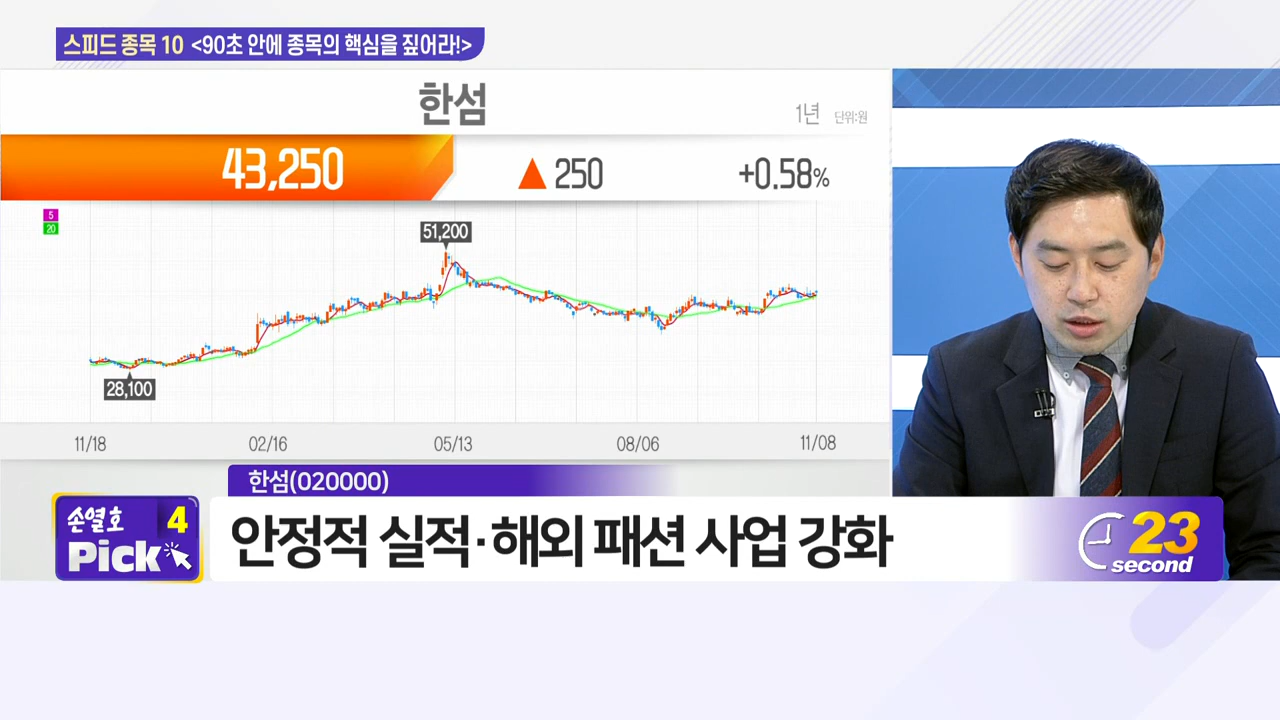 스피드 종목 10 <90초 안에 종목의 핵심을 짚어라!>
한섬
1년 단위:원
43,250 ▲ 250 +0.58%
5
20
51,200
28,100
11/18 02/16 05/13 08/06 11/08
한섬(020000)
손열호 4
Pick
안정적 실적·해외 패션 사업 강화
23
second